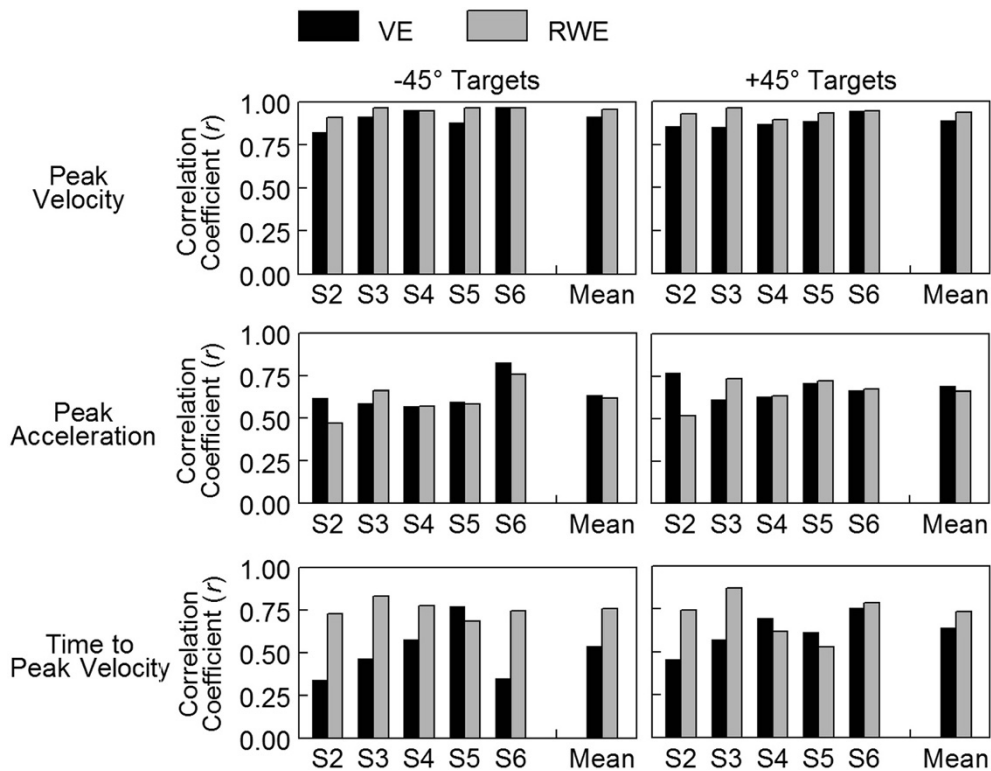 VE RWE
-45° Targets +45° Targets
Peak
Velocity
Correlation
Coefficient (r)
1.00
0.75
0.50
0.25
0.00
S2 S3 S4 S5 S6 Mean S2 S3 S4 S5 S6 Mean
Peak
Acceleration
Correlation
Coefficient (r)
1.00
0.75
0.50
0.25
0.00
S2 S3 S4 S5 S6 Mean S2 S3 S4 S5 S6 Mean
Time to
Peak Velocity
Correlation
Coefficient (r)
1.00
0.75
0.50
0.25
0.00
S2 S3 S4 S5 S6 Mean S2 S3 S4 S5 S6 Mean